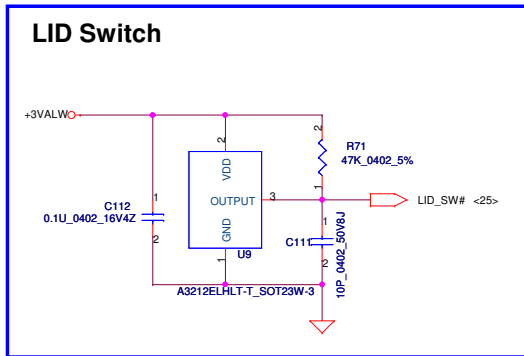 LID Switch
+3VALW
2
R71
47K_0402_5%
1
2
VDD
OUTPUT
3
GND
1
U9
1
C112
0.1U_0402_16V4Z
2
LID_SW# <25>
1
C111
2
10P_0402_50V8J
A3212ELHLT-T_SOT23W-3